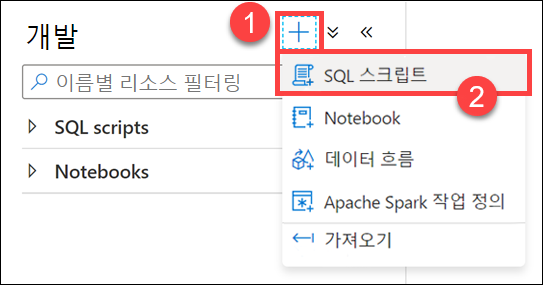 개발
1
이름별 리소스 필터링
SQL scripts
Notebooks
SQL 스크립트
2
Notebook
데이터 흐름
Apache Spark 작업 정의
가져오기